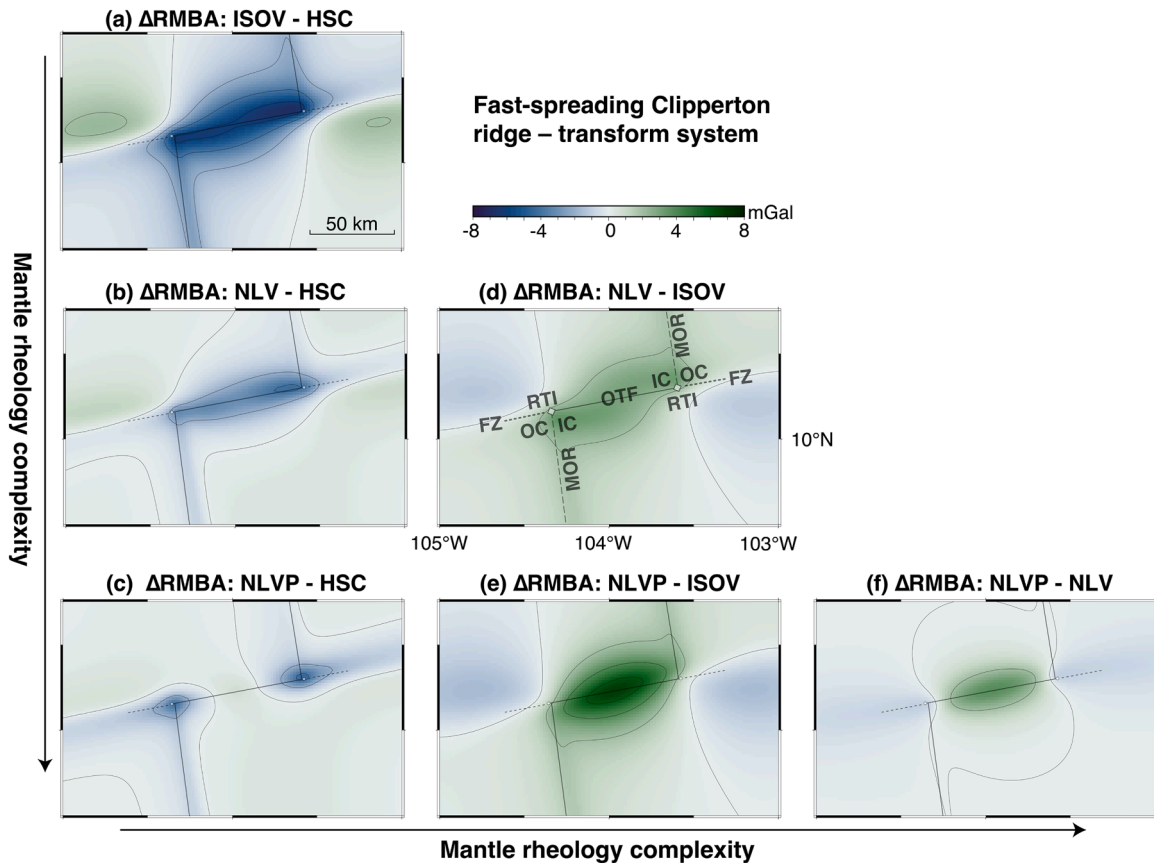 (a) ΔRMBA: ISOV - HSC
Fast-spreading Clipperton
ridge – transform system
50 km
-8 -4 0 4 8 mGal
Mantle rheology complexity
(b) ΔRMBA: NLV - HSC
(d) ΔRMBA: NLV - ISOV
MOR
IC OC
FZ
OTF
RTI
RTI
FZ
OC IC
MOR
10°N
105°W 104°W 103°W
(c) ΔRMBA: NLVP - HSC
(e) ΔRMBA: NLVP - ISOV
(f) ΔRMBA: NLVP - NLV
Mantle rheology complexity